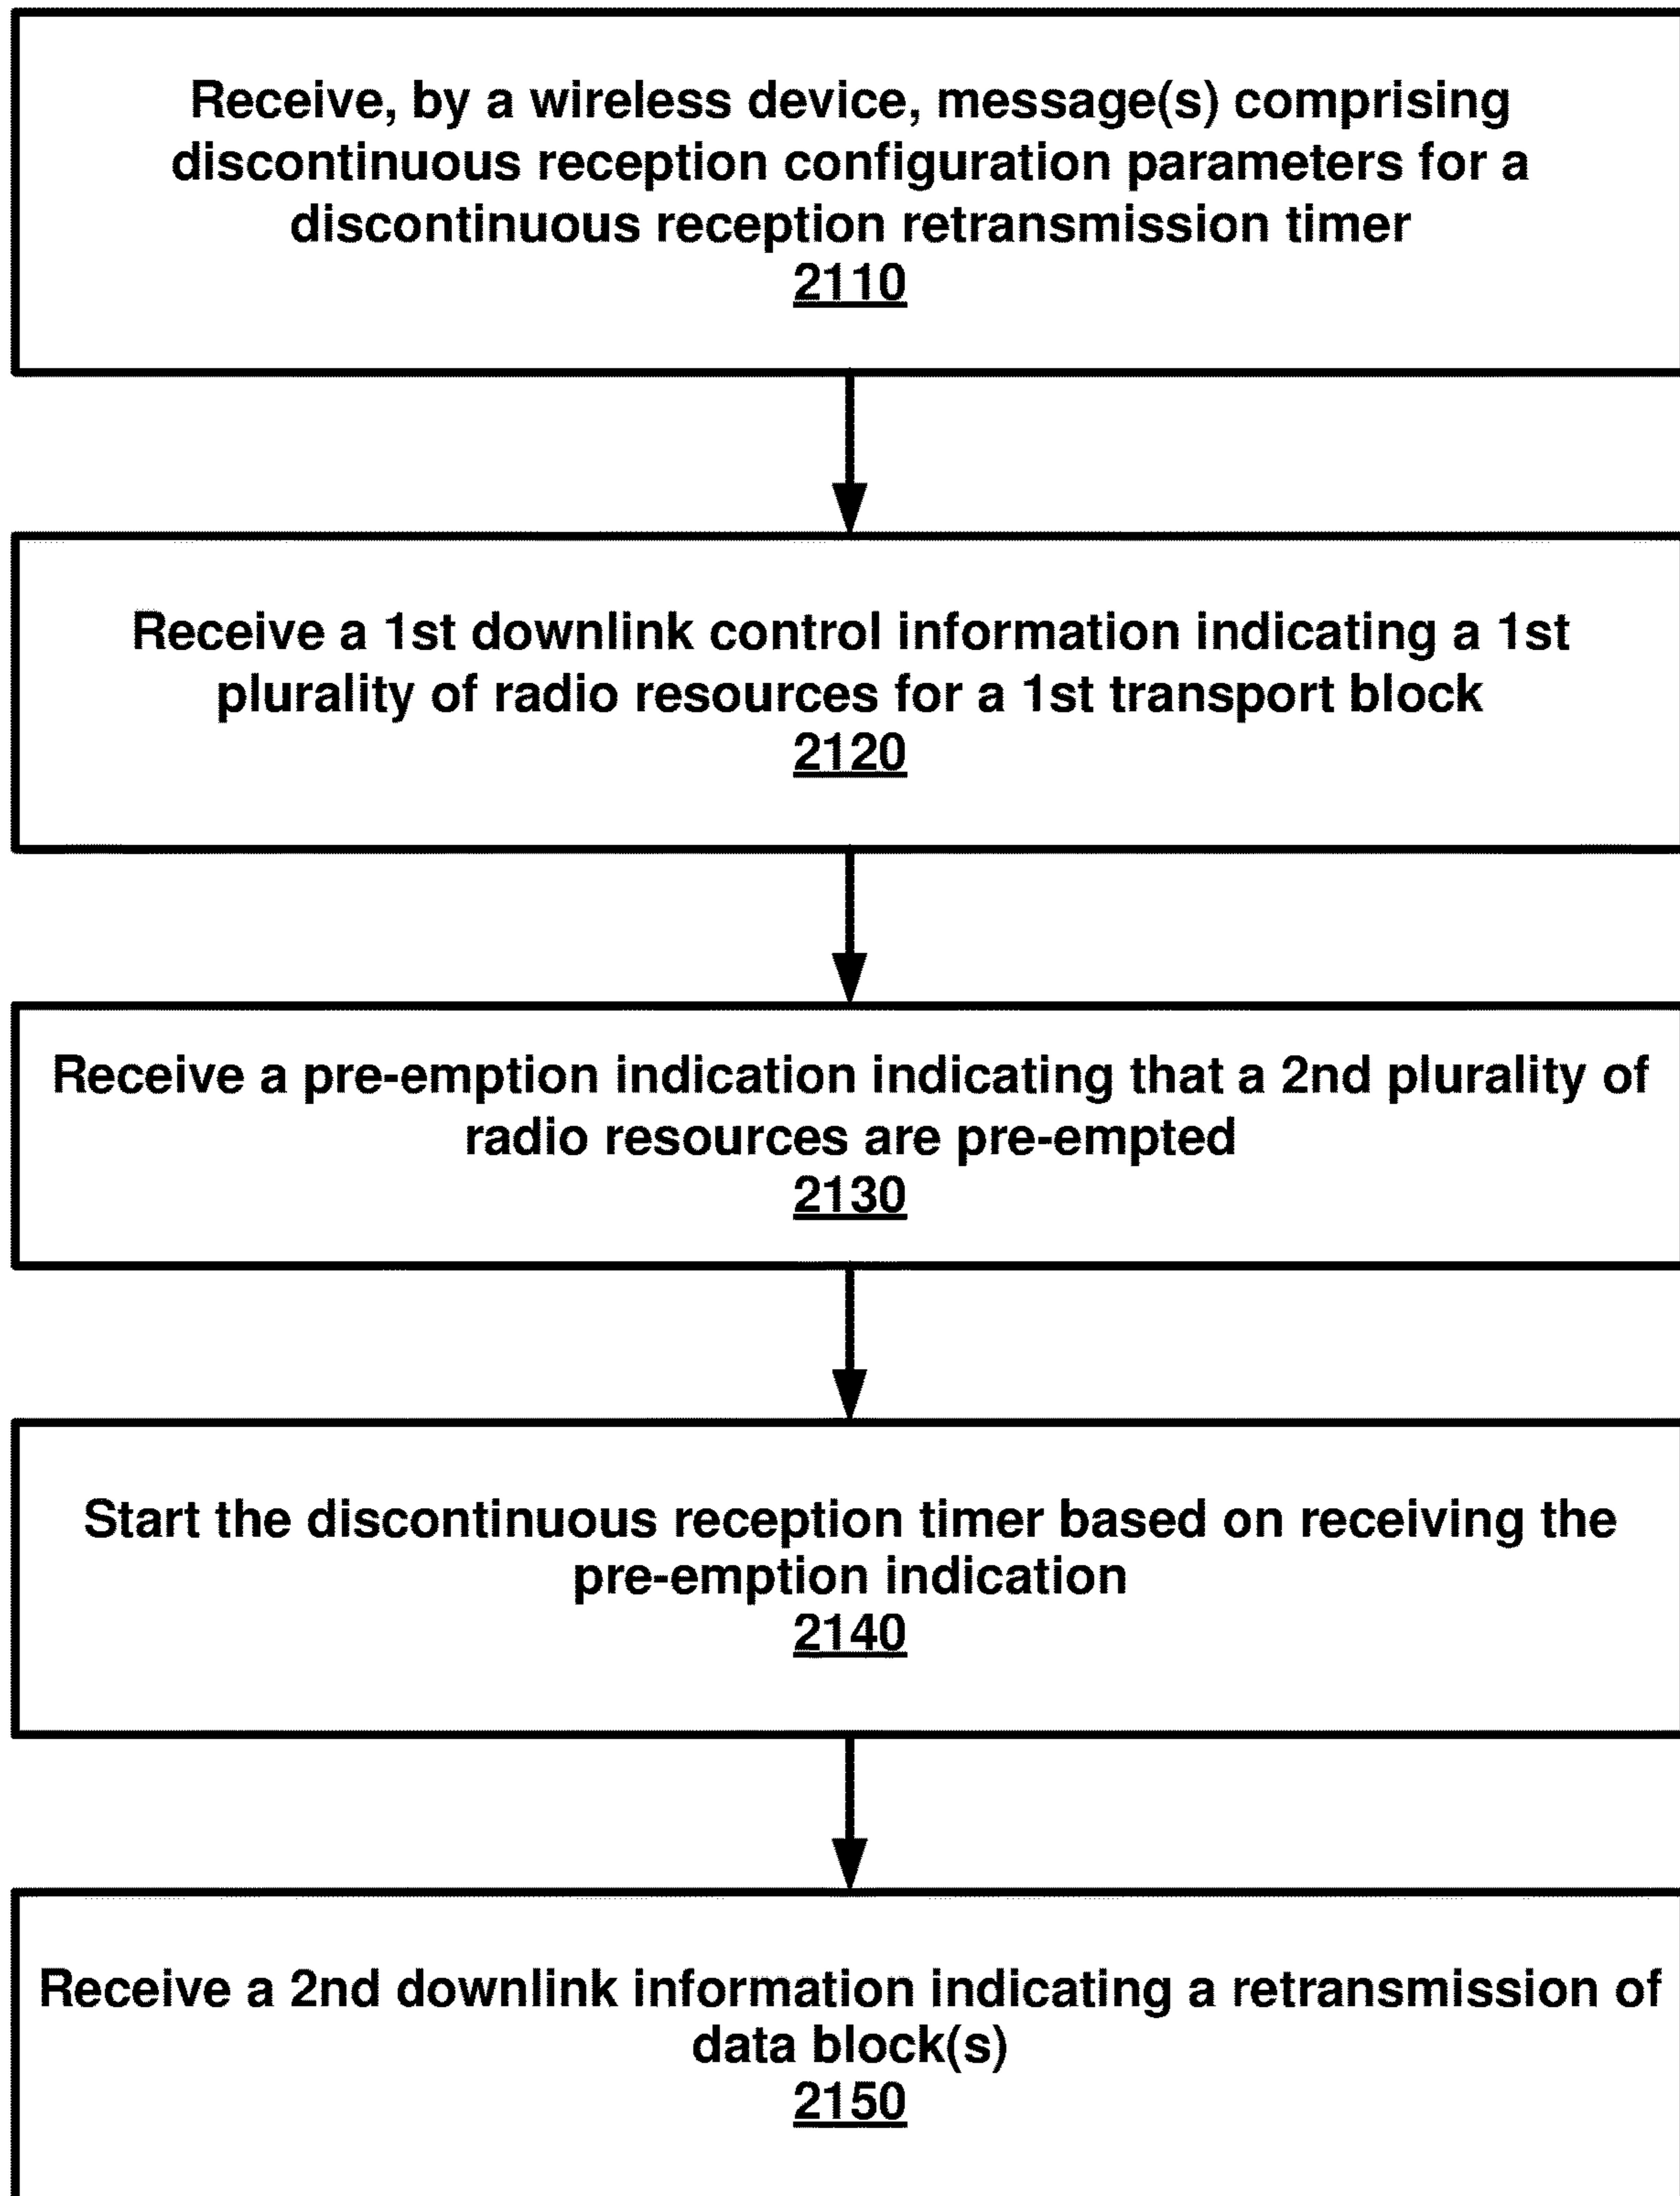 Receive, by a wireless device, message(s) comprising
discontinuous reception configuration parameters for a
discontinuous reception retransmission timer
2110
Receive a 1st downlink control information indicating a 1st
plurality of radio resources for a 1st transport block
2120
Receive a pre-emption indication indicating that a 2nd plurality of
radio resources are pre-empted
2130
Start the discontinuous reception timer based on receiving the
pre-emption indication
2140
Receive a 2nd downlink information indicating a retransmission of
data block(s)
2150